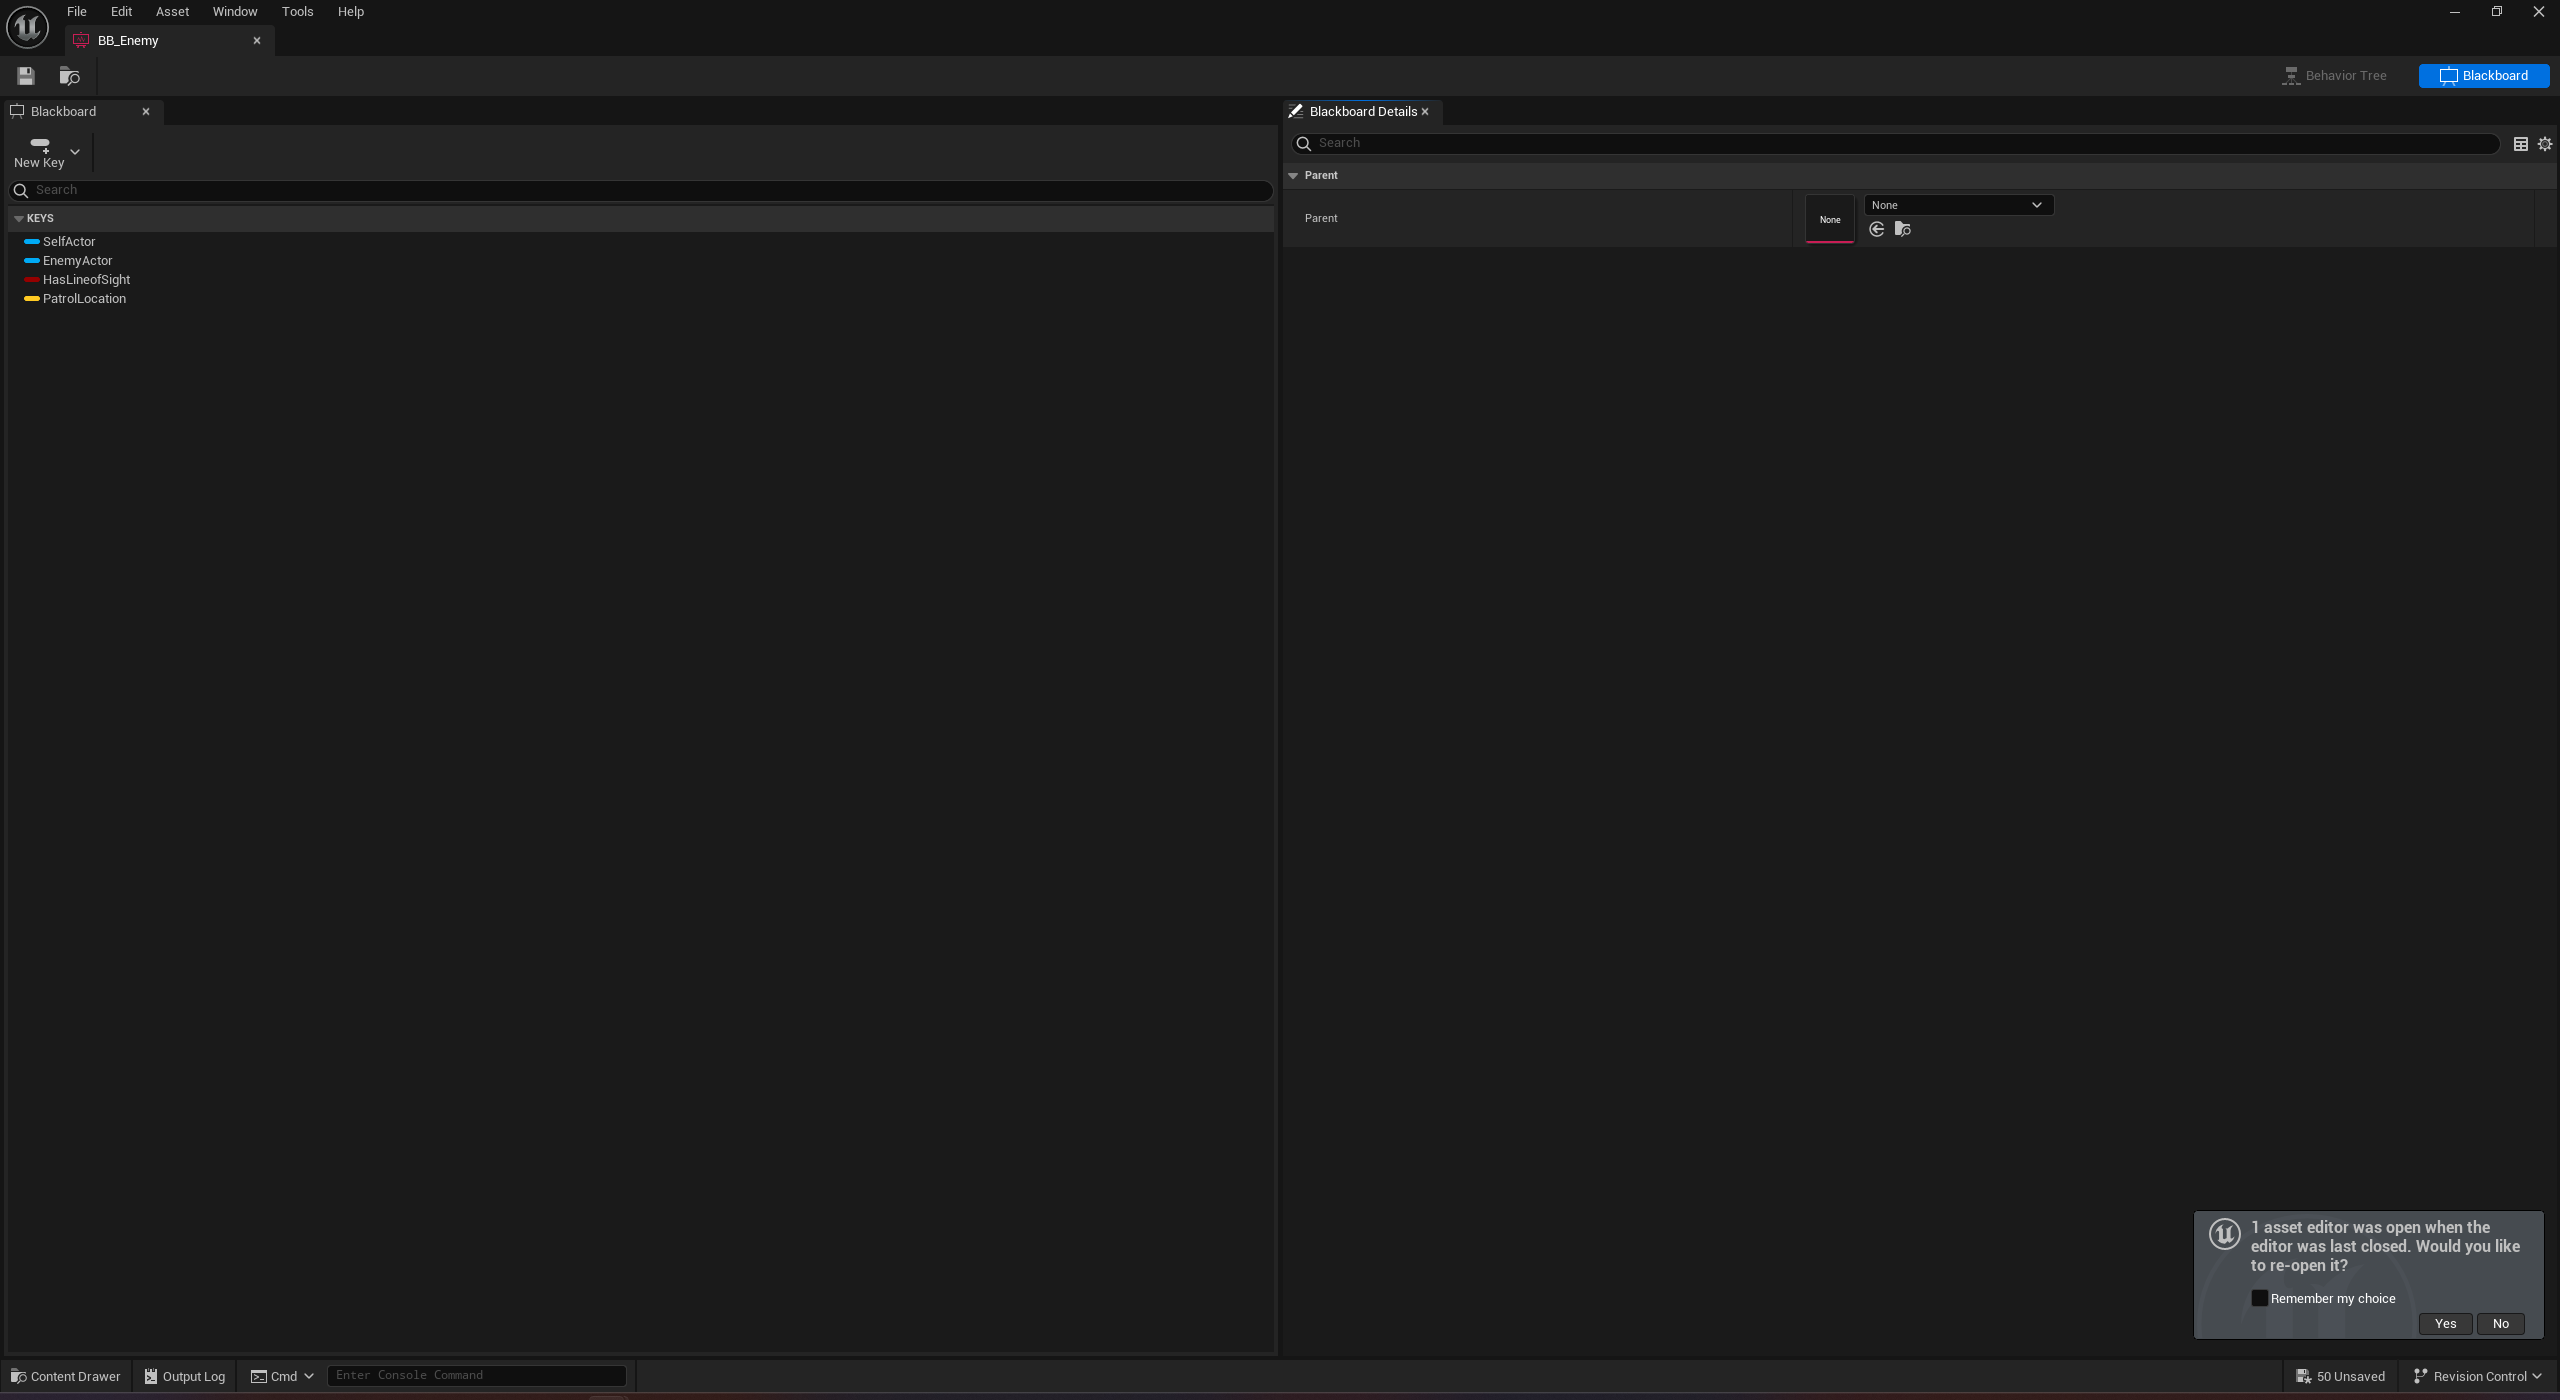 File Edit Asset Window Tools Help
BB_Enemy
Behavior Tree Blackboard
Blackboard
New Key
Search
KEYS
SelfActor
EnemyActor
HasLineofSight
PatrolLocation
Blackboard Details
Search
Parent
Parent
None
None
1 asset editor was open when the
editor was last closed. Would you like
to re-open it?
Remember my choice
Yes No
Content Drawer Output Log Cmd Enter Console Command 50 Unsaved Revision Control